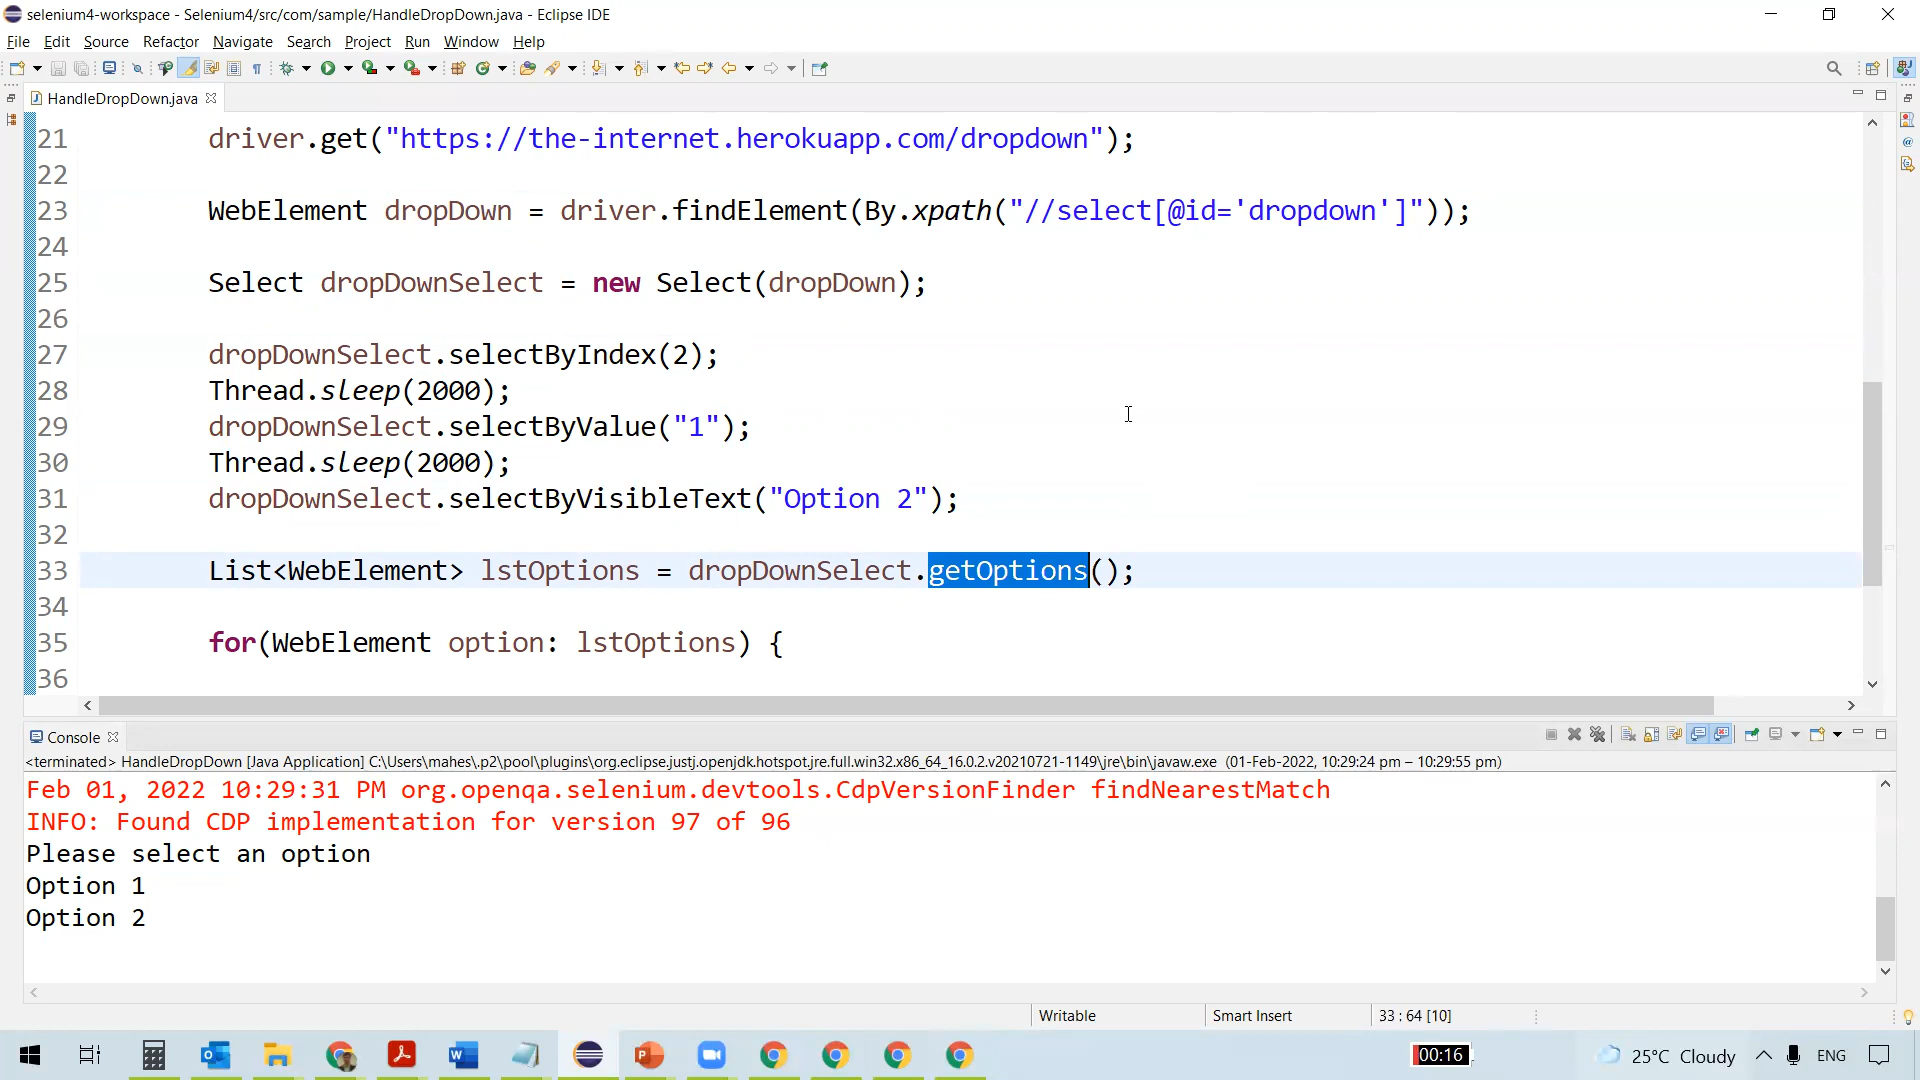 selenium4-workspace - Selenium4/src/com/sample/HandleDropDown.java - Eclipse IDE
File Edit Source Refactor Navigate Search Project Run Window Help
HandleDropDown.java
21 driver.get("https://the-internet.herokuapp.com/dropdown");
22
23 WebElement dropDown = driver.findElement(By.xpath("//select[@id='dropdown']"));
24
25 Select dropDownSelect = new Select(dropDown);
26
27 dropDownSelect.selectByIndex(2);
28 Thread.sleep(2000);
29 dropDownSelect.selectByValue("1");
30 Thread.sleep(2000);
31 dropDownSelect.selectByVisibleText("Option 2");
32
33 List<WebElement> lstOptions = dropDownSelect.getOptions();
34
35 for(WebElement option: lstOptions) {
36
Console
<terminated> HandleDropDown [Java Application] C:\Users\mahes\.p2\pool\plugins\org.eclipse.justj.openjdk.hotspot.jre.full.win32.x86_64_16.0.2.v20210721-1149\jre\bin\javaw.exe (01-Feb-2022, 10:29:24 pm – 10:29:55 pm)
Feb 01, 2022 10:29:31 PM org.openqa.selenium.devtools.CdpVersionFinder findNearestMatch
INFO: Found CDP implementation for version 97 of 96
Please select an option
Option 1
Option 2
Writable Smart Insert 33 : 64 [10]
00:16 25°C Cloudy ENG